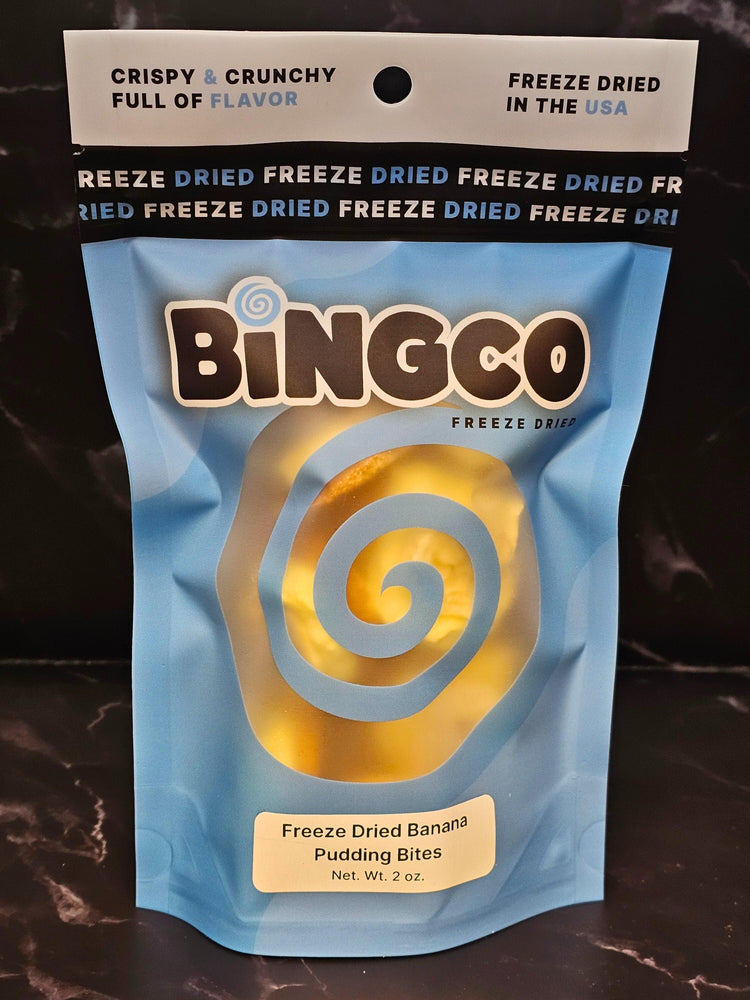 CRISPY & CRUNCHY
FULL OF FLAVOR
FREEZE DRIED
IN THE USA
REEZE DRIED FREEZE DRIED FREEZE DRIED FR
RIED FREEZE DRIED FREEZE DRIED FREEZE DRI
BiNGCO
FREEZE DRIED
Freeze Dried Banana
Pudding Bites
Net. Wt. 2 oz.